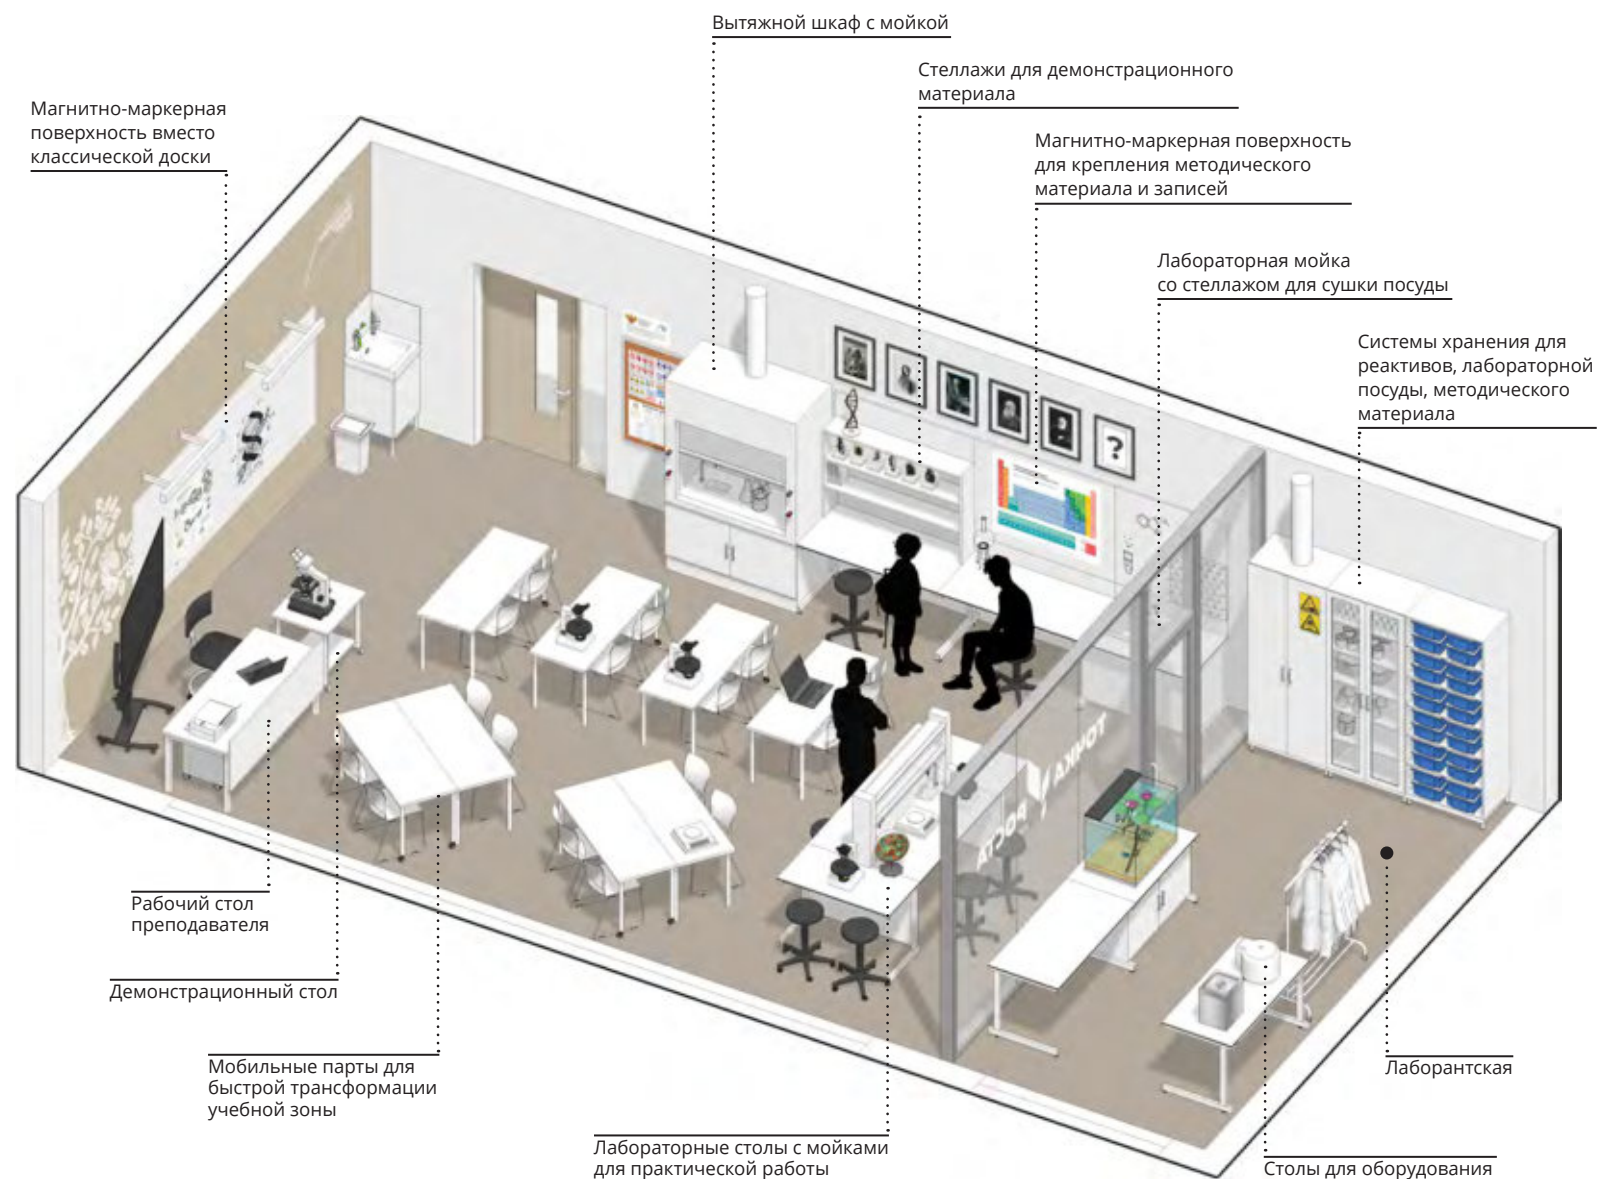 Вытяжной шкаф с мойкой
Стеллажи для демонстрационного
материала
Магнитно-маркерная
поверхность вместо
классической доски
Магнитно-маркерная поверхность
для крепления методического
материала и записей
Лабораторная мойка
со стеллажом для сушки посуды
Системы хранения для
реактивов, лабораторной
посуды, методического
материала
?
ТОЧКА
РОСТА
Рабочий стол
преподавателя
Демонстрационный стол
Мобильные парты для
быстрой трансформации
учебной зоны
Лабораторные столы с мойками
для практической работы
Лаборантская
Столы для оборудования